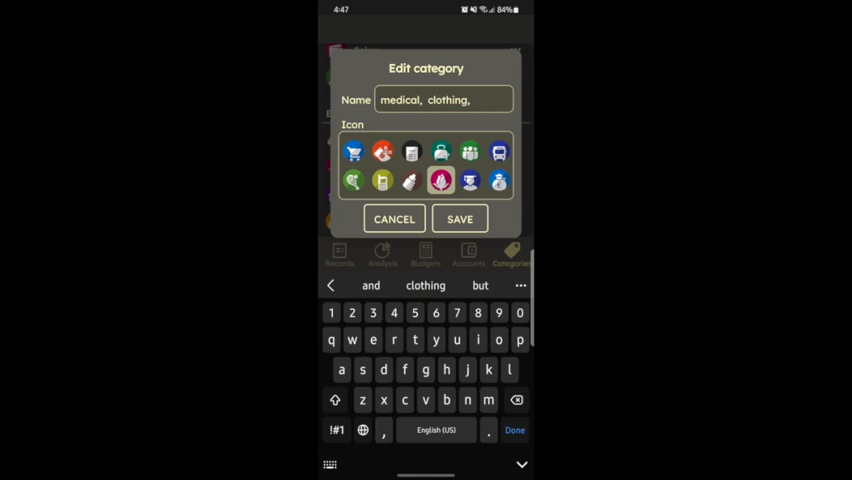 4:47
84%
Edit category
Name
medical, clothing,
Icon
CANCEL
SAVE
Records
Analysis
Budgets
Accounts
Categories
and
clothing
but
1 2 3 4 5 6 7 8 9 0
q w e r t y u i o p
a s d f g h j k l
z x c v b n m
!#1
,
English (US)
.
Done